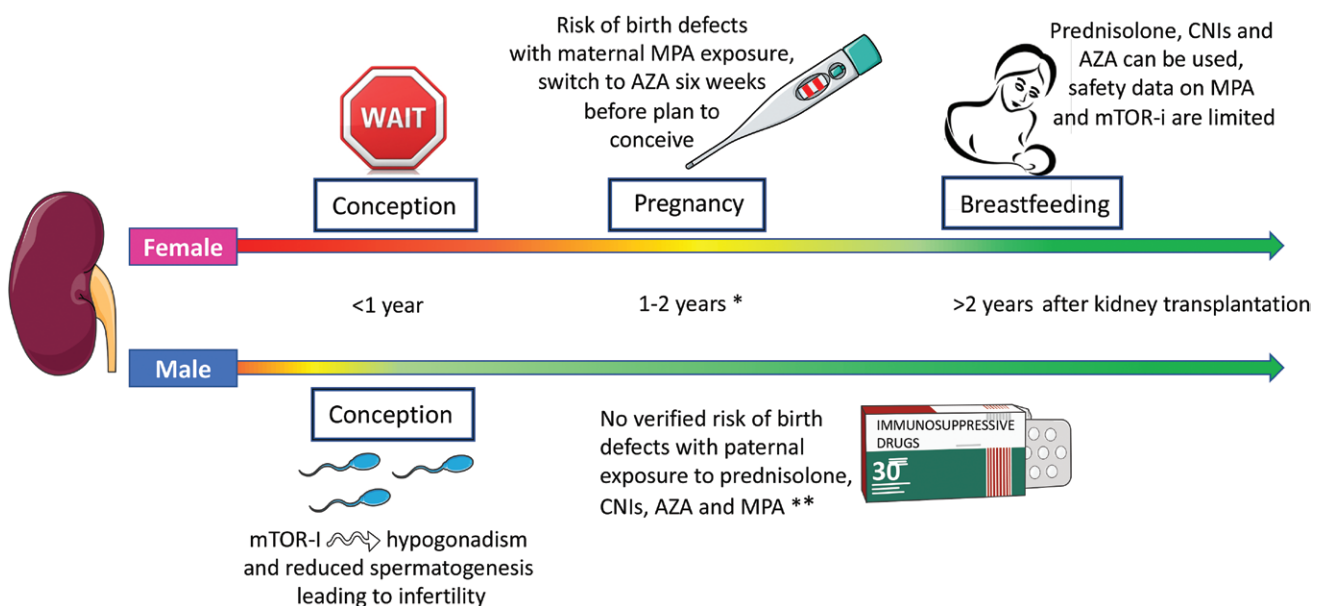 Risk of birth defects
with maternal MPA exposure,
switch to AZA six weeks
before plan to
conceive
Prednisolone, CNIs and
AZA can be used,
safety data on MPA
and mTOR-i are limited
WAIT
Conception
Pregnancy
Breastfeeding
Female
<1 year
1-2 years *
>2 years after kidney transplantation
Male
Conception
mTOR-I hypogonadism
and reduced spermatogenesis
leading to infertility
No verified risk of birth
defects with paternal
exposure to prednisolone,
CNIs, AZA and MPA **
IMMUNOSUPPRESSIVE
DRUGS
30